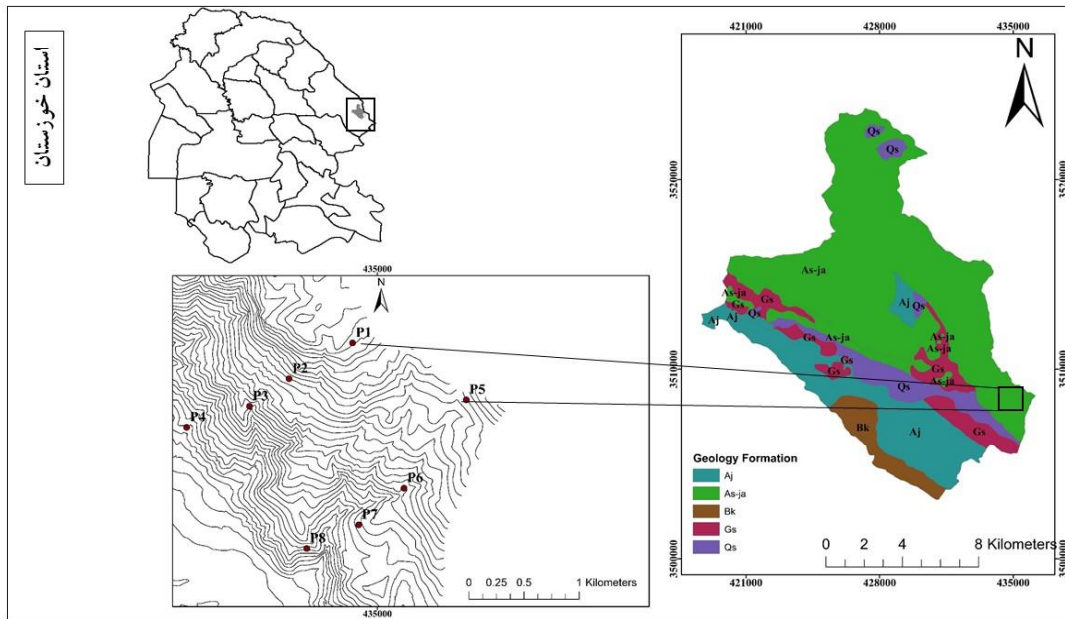 استان خوزستان
435000
N
P1
P2
P3
P4
P5
P6
P7
P8
0 0.25 0.5 1 Kilometers
435000
421000 428000 435000
N
3520000 3520000
3510000 3510000
3500000 3500000
Qs
Qs
As-ja
As-ja
Gs
Gs
Aj
Aj
Qs
Aj
Qs
As-ja
Gs
As-ja
As-ja
Gs
Gs
Gs
As-ja
Qs
Bk
Aj
Gs
Geology Formation
Aj
As-ja
Bk
Gs
Qs
0 2 4 8 Kilometers
421000 428000 435000